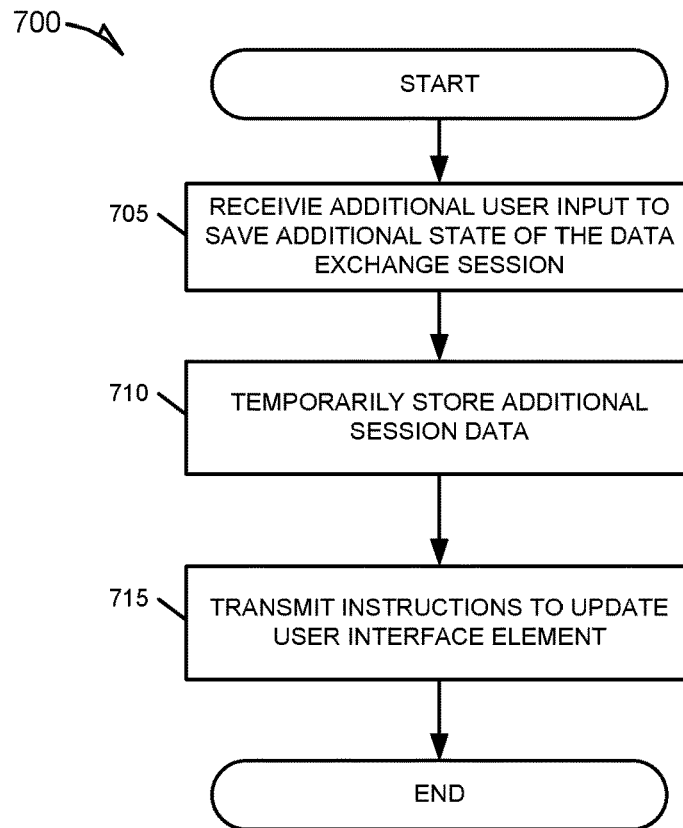 700
START
705
RECEIVIE ADDITIONAL USER INPUT TO
SAVE ADDITIONAL STATE OF THE DATA
EXCHANGE SESSION
710
TEMPORARILY STORE ADDITIONAL
SESSION DATA
715
TRANSMIT INSTRUCTIONS TO UPDATE
USER INTERFACE ELEMENT
END